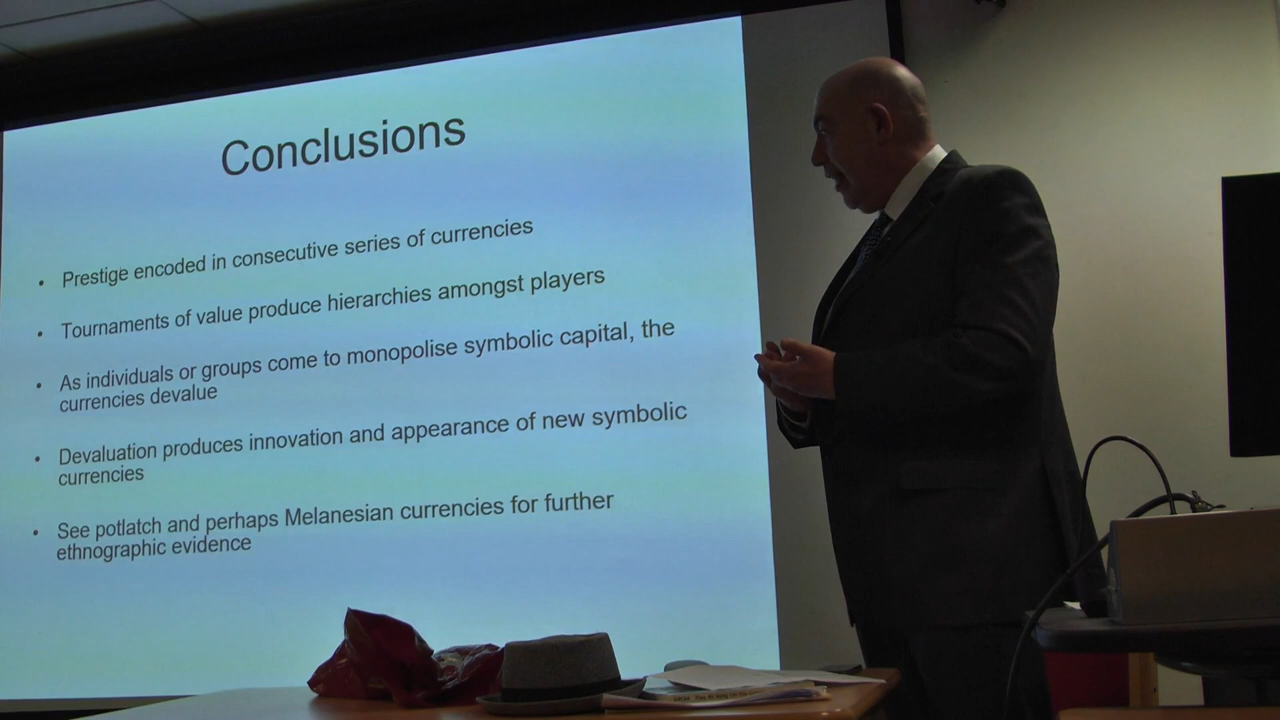 Conclusions
• Prestige encoded in consecutive series of currencies
• Tournaments of value produce hierarchies amongst players
• As individuals or groups come to monopolise symbolic capital, the
currencies devalue
• Devaluation produces innovation and appearance of new symbolic
currencies
• See potlatch and perhaps Melanesian currencies for further
ethnographic evidence